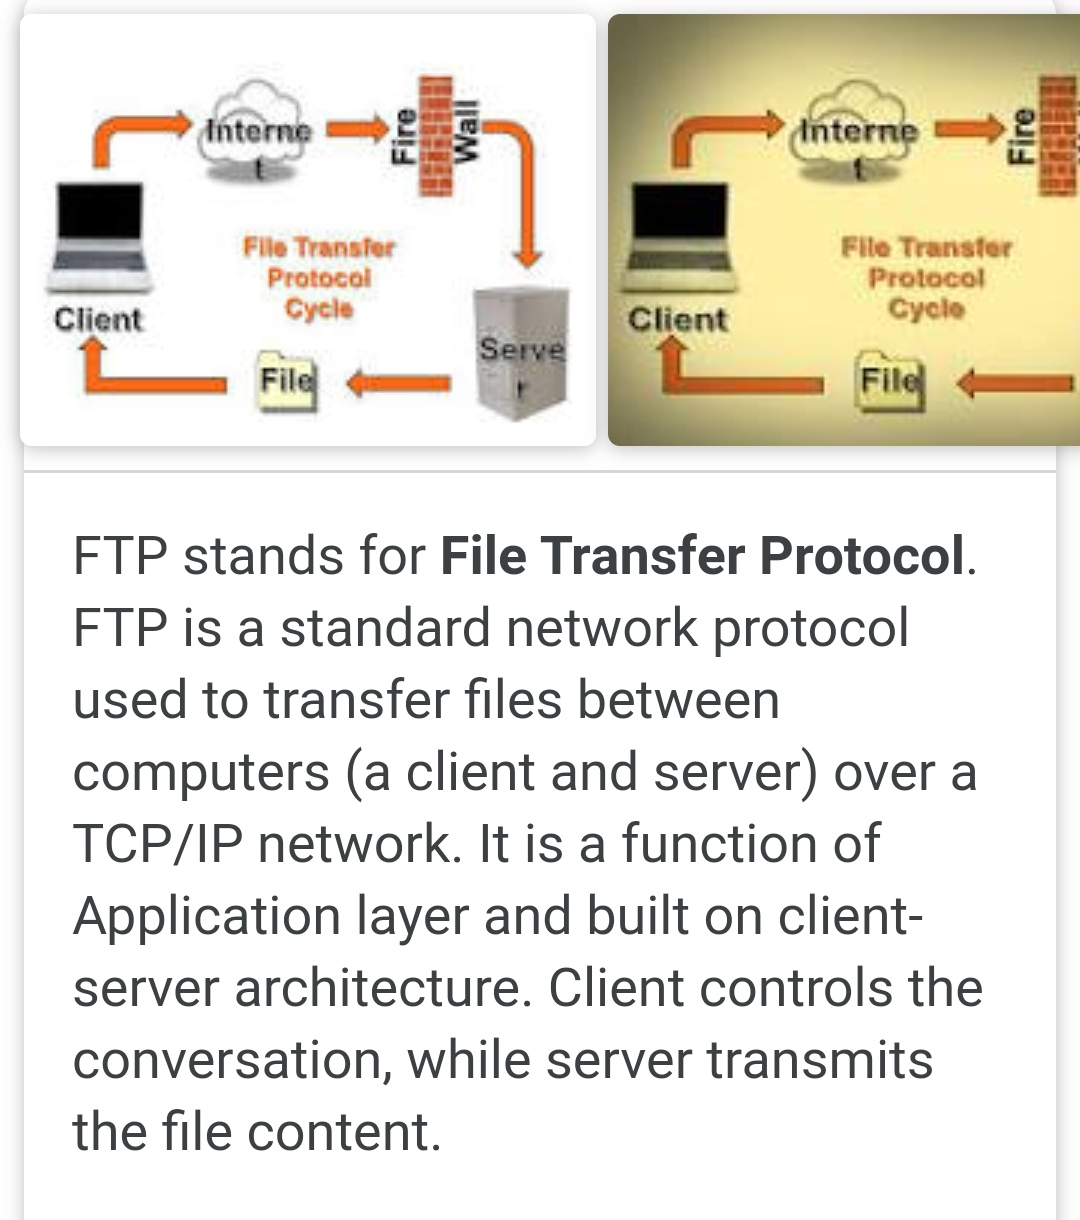 Interne
t
Fire
Wall
File Transfer
Protocol
Cycle
Client
File
Serve
r
Interne
t
Fire
File Transfer
Protocol
Cycle
Client
File
FTP stands for File Transfer Protocol.
FTP is a standard network protocol
used to transfer files between
computers (a client and server) over a
TCP/IP network. It is a function of
Application layer and built on client-
server architecture. Client controls the
conversation, while server transmits
the file content.